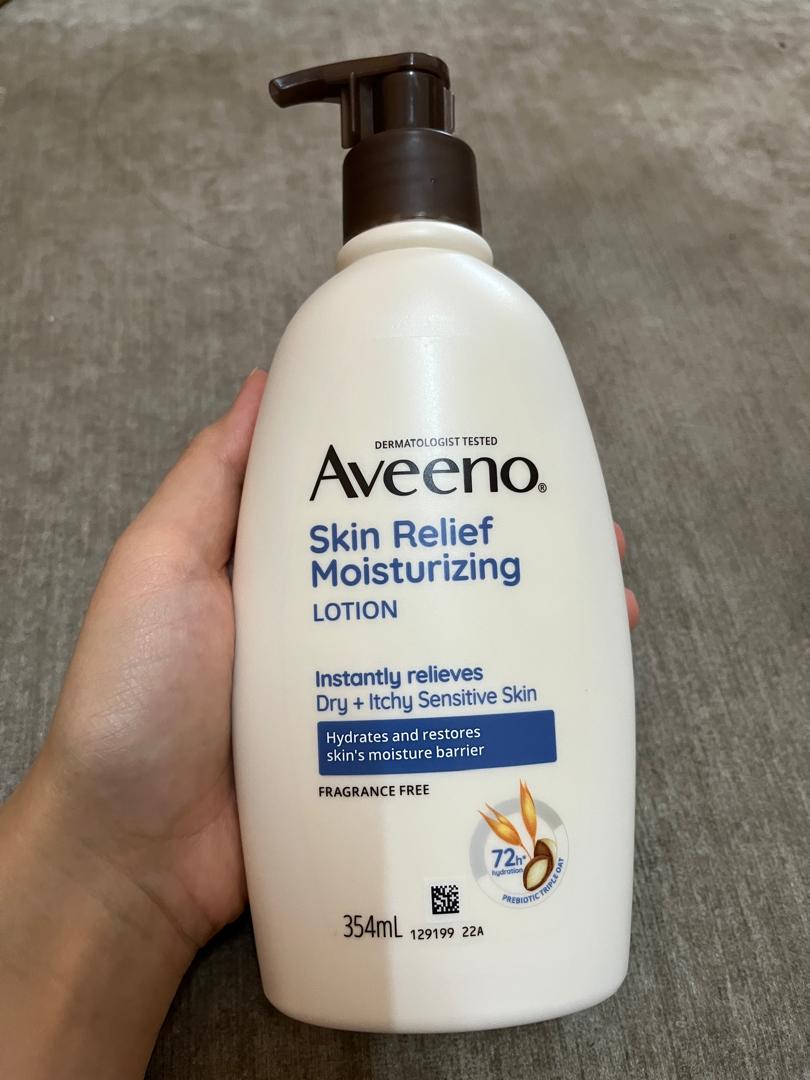 DERMATOLOGIST TESTED
Aveeno®
Skin Relief
Moisturizing
LOTION
Instantly relieves
Dry + Itchy Sensitive Skin
Hydrates and restores
skin's moisture barrier
FRAGRANCE FREE
72h*
hydration
PREBIOTIC TRIPLE OAT
354mL
129199 22A